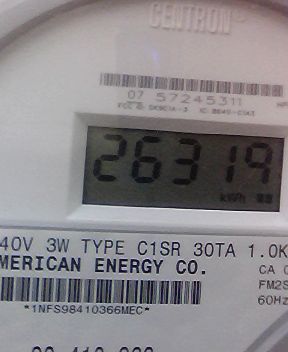 CENTRON®
07 57245311
26319
kWh
40V 3W TYPE C1SR 30TA 1.0K
MERICAN ENERGY CO.
CA 0
FM2S
60Hz
*1NFS98410366MEC*